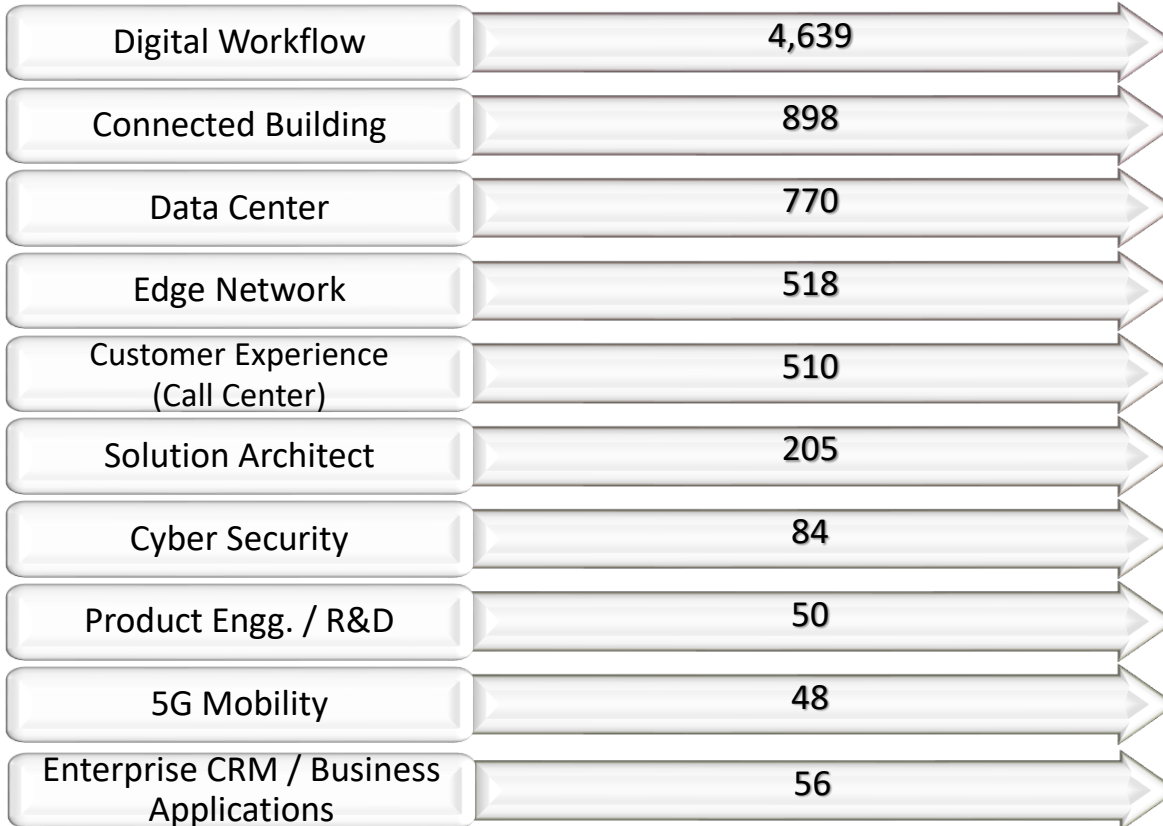 Digital Workflow 4,639
Connected Building 898
Data Center 770
Edge Network 518
Customer Experience
(Call Center) 510
Solution Architect 205
Cyber Security 84
Product Engg. / R&D 50
5G Mobility 48
Enterprise CRM / Business
Applications 56